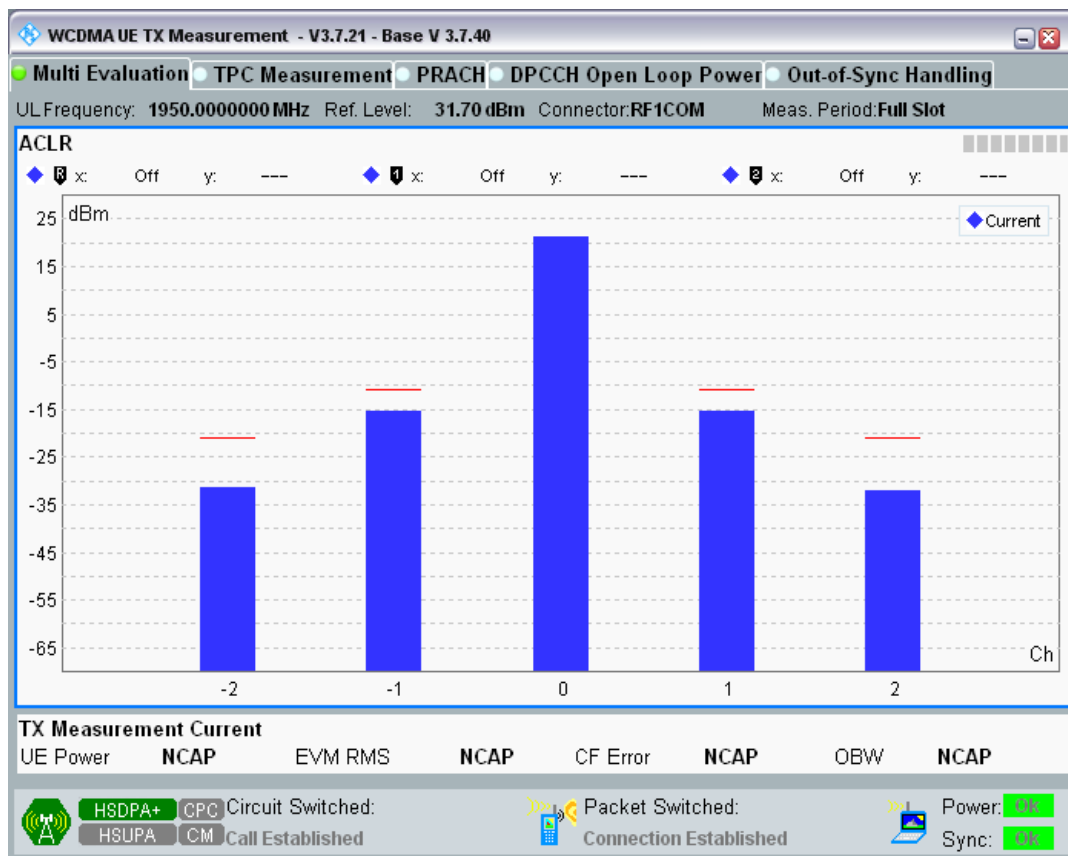 WCDMA UE TX Measurement - V3.7.21 - Base V 3.7.40
Multi Evaluation TPC Measurement PRACH DPCCH Open Loop Power Out-of-Sync Handling
UL Frequency: 1950.0000000 MHz Ref. Level: 31.70 dBm Connector:RF1COM Meas. Period:Full Slot
ACLR
R x: Off y: --- 1 x: Off y: --- 2 x: Off y: ---
dBm
Current
25
15
5
-5
-15
-25
-35
-45
-55
-65
Ch
-2 -1 0 1 2
TX Measurement Current
UE Power NCAP EVM RMS NCAP CF Error NCAP OBW NCAP
HSDPA+ CPC Circuit Switched: Packet Switched: Power: OK
HSUPA CM Call Established Connection Established Sync: OK